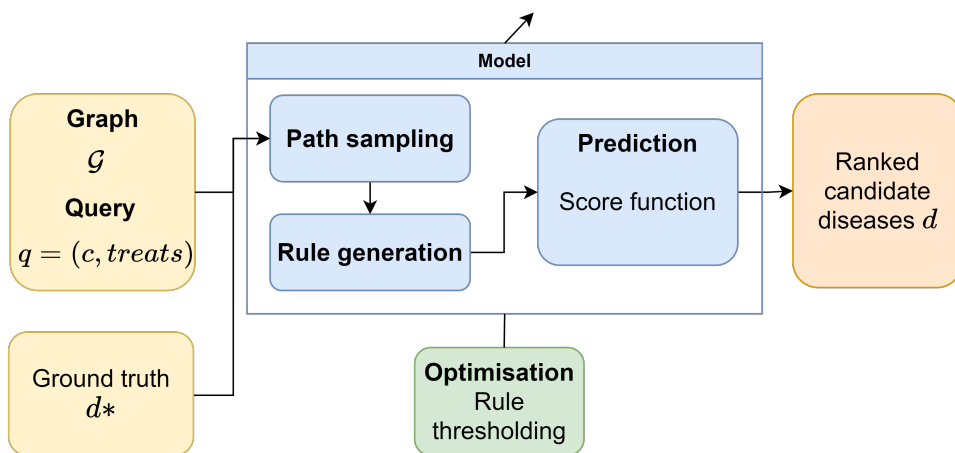 Model
Graph
𝒢
Query
q = (c, treats)
Ground truth
d*
Path sampling
Rule generation
Prediction
Score function
Optimisation
Rule
thresholding
Ranked
candidate
diseases d